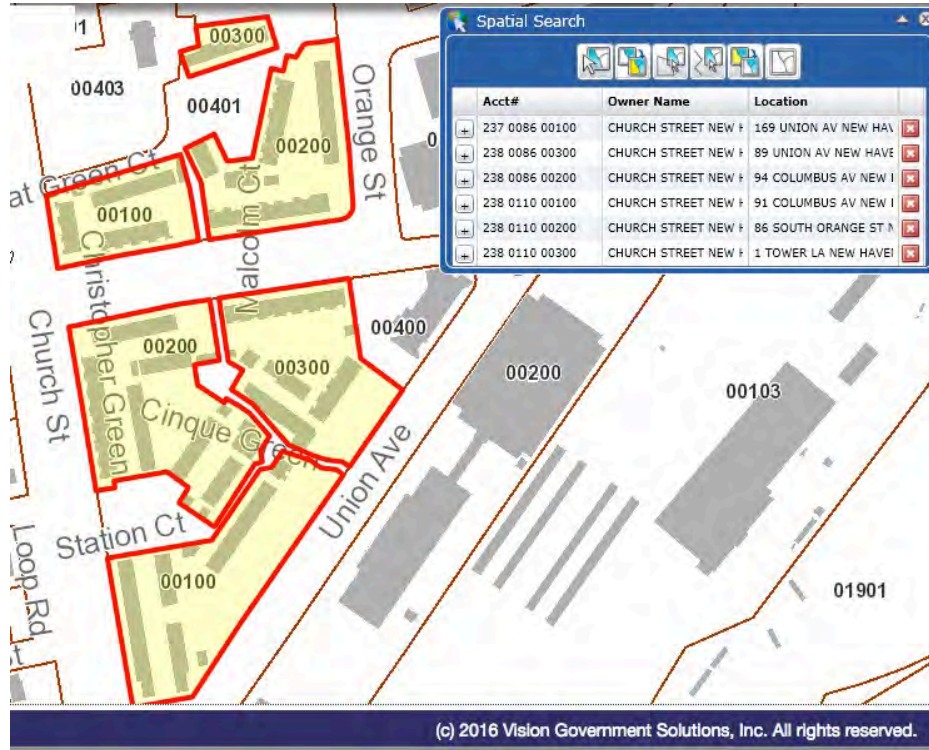 Spatial Search
Acct# Owner Name Location
237 0086 00100 CHURCH STREET NEW H 169 UNION AV NEW HAV
238 0086 00300 CHURCH STREET NEW H 89 UNION AV NEW HAVE
238 0086 00200 CHURCH STREET NEW H 94 COLUMBUS AV NEW
238 0110 00100 CHURCH STREET NEW H 91 COLUMBUS AV NEW
238 0110 00200 CHURCH STREET NEW H 86 SOUTH ORANGE ST
238 0110 00300 CHURCH STREET NEW H 1 TOWER LA NEW HAVE
00300
00403
00401
Orange St
00200
at Green Ct
00100
Malcolm Ct
Christopher Green
Church St
00400
00200
00300
00200
00103
Cinque Green
Union Ave
Station Ct
Loop Rd
00100
01901
(c) 2016 Vision Government Solutions, Inc. All rights reserved.